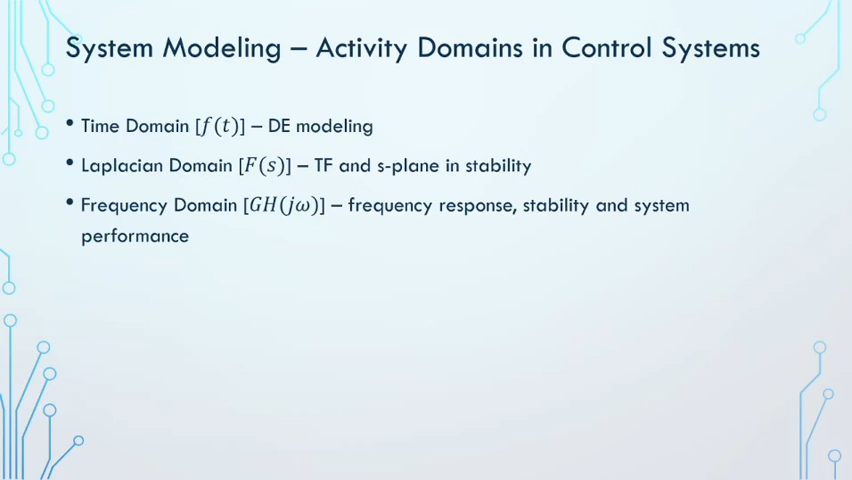 System Modeling – Activity Domains in Control Systems
• Time Domain [𝑓(𝑡)] – DE modeling
• Laplacian Domain [𝐹(𝑠)] – TF and s-plane in stability
• Frequency Domain [𝐺𝐻(𝑗𝜔)] – frequency response, stability and system
performance